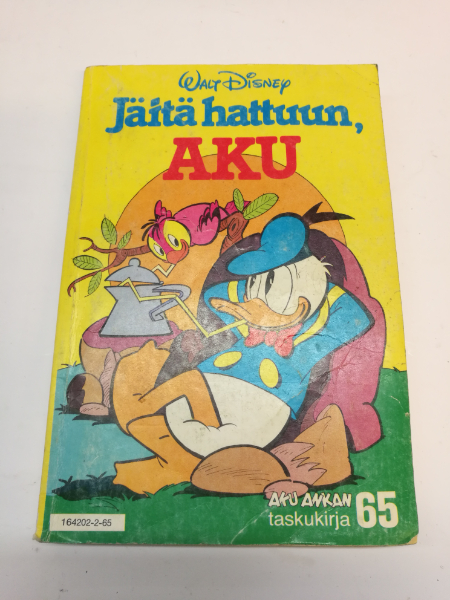 WALT DISNEY
Jäitä hattuun,
AKU
AKU ANKAN
taskukirja 65
164202-2-65